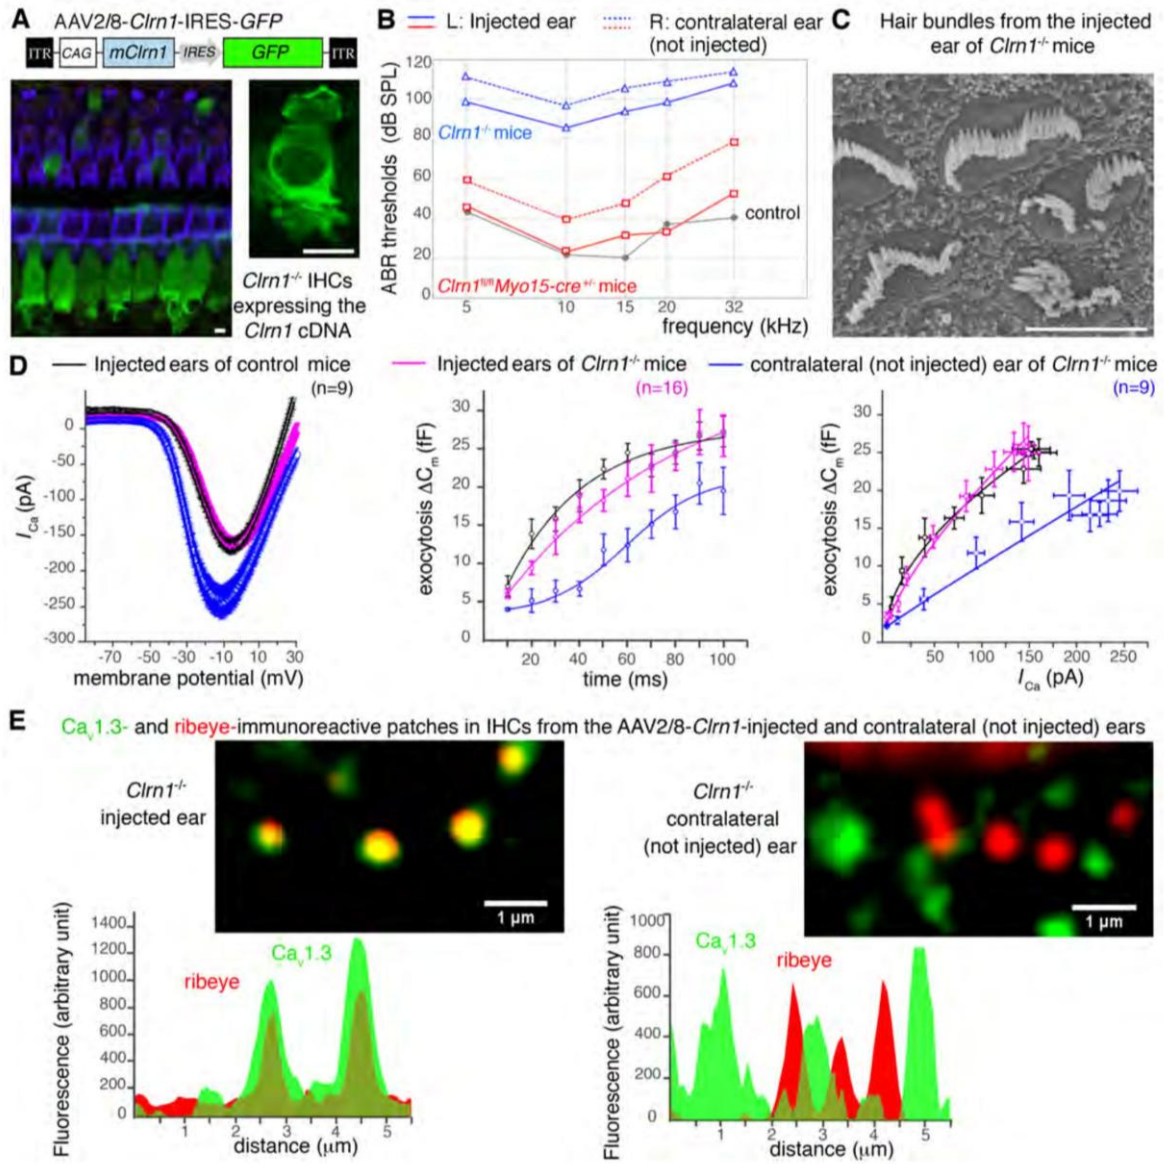 A
AAV2/8-Clrn1-IRES-GFP
ITR CAG mClrn1 IRES GFP ITR
Clrn1-/- IHCs
expressing the
Clrn1 cDNA
B
L: Injected ear
R: contralateral ear
(not injected)
ABR thresholds (dB SPL)
120
100
80
60
40
20
0
Clrn1-/- mice
control
Clrn1fl/fl Myo15-cre+/- mice
5 10 15 20 32
frequency (kHz)
C
Hair bundles from the injected
ear of Clrn1-/- mice
D
Injected ears of control mice
(n=9)
Injected ears of Clrn1-/- mice
(n=16)
contralateral (not injected) ear of Clrn1-/- mice
(n=9)
ICa (pA)
0
-50
-100
-150
-200
-250
-300
-70 -50 -30 -10 10 30
membrane potential (mV)
exocytosis ΔCm (fF)
30
25
20
15
10
5
0
20 40 60 80 100
time (ms)
exocytosis ΔCm (fF)
30
25
20
15
10
5
0
50 100 150 200 250
ICa (pA)
E
Cav1.3- and ribeye-immunoreactive patches in IHCs from the AAV2/8-Clrn1-injected and contralateral (not injected) ears
Clrn1-/-
injected ear
1 µm
Clrn1-/-
contralateral
(not injected) ear
1 µm
Fluorescence (arbitrary unit)
1400
1200
1000
800
600
400
200
0
Cav1.3
ribeye
1 2 3 4 5
distance (µm)
Fluorescence (arbitrary unit)
1000
800
600
400
200
0
Cav1.3
ribeye
1 2 3 4 5
distance (µm)